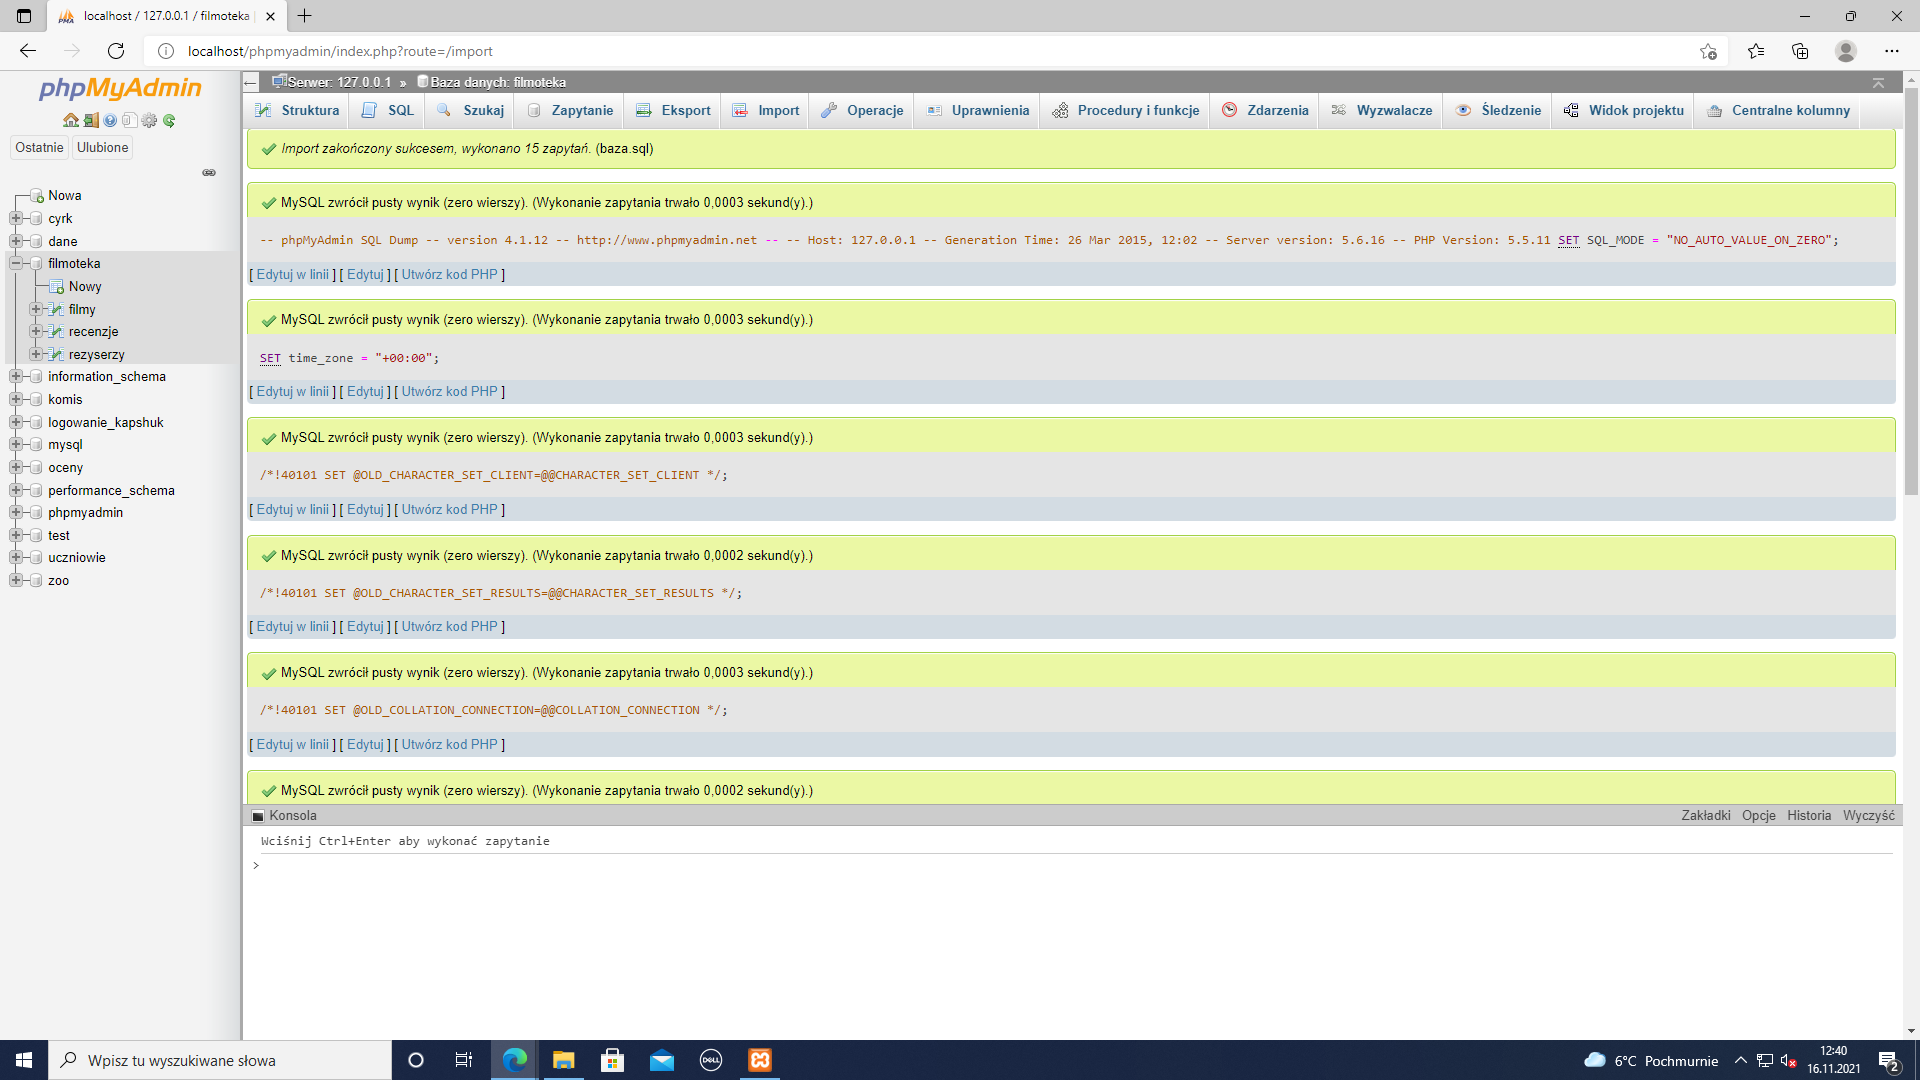 localhost / 127.0.0.1 / filmoteka
localhost/phpmyadmin/index.php?route=/import
phpMyAdmin
Ostatnie Ulubione
Nowa
cyrk
dane
filmoteka
Nowy
filmy
recenzje
rezyserzy
information_schema
komis
logowanie_kapshuk
mysql
oceny
performance_schema
phpmyadmin
test
uczniowie
zoo
Serwer: 127.0.0.1 » Baza danych: filmoteka
Struktura SQL Szukaj Zapytanie Eksport Import Operacje Uprawnienia Procedury i funkcje Zdarzenia Wyzwalacze Śledzenie Widok projektu Centralne kolumny
Import zakończony sukcesem, wykonano 15 zapytań. (baza.sql)
MySQL zwrócił pusty wynik (zero wierszy). (Wykonanie zapytania trwało 0,0003 sekund(y).)
-- phpMyAdmin SQL Dump -- version 4.1.12 -- http://www.phpmyadmin.net -- -- Host: 127.0.0.1 -- Generation Time: 26 Mar 2015, 12:02 -- Server version: 5.6.16 -- PHP Version: 5.5.11 SET SQL_MODE = "NO_AUTO_VALUE_ON_ZERO";
[ Edytuj w linii ] [ Edytuj ] [ Utwórz kod PHP ]
MySQL zwrócił pusty wynik (zero wierszy). (Wykonanie zapytania trwało 0,0003 sekund(y).)
SET time_zone = "+00:00";
[ Edytuj w linii ] [ Edytuj ] [ Utwórz kod PHP ]
MySQL zwrócił pusty wynik (zero wierszy). (Wykonanie zapytania trwało 0,0003 sekund(y).)
/*!40101 SET @OLD_CHARACTER_SET_CLIENT=@@CHARACTER_SET_CLIENT */;
[ Edytuj w linii ] [ Edytuj ] [ Utwórz kod PHP ]
MySQL zwrócił pusty wynik (zero wierszy). (Wykonanie zapytania trwało 0,0002 sekund(y).)
/*!40101 SET @OLD_CHARACTER_SET_RESULTS=@@CHARACTER_SET_RESULTS */;
[ Edytuj w linii ] [ Edytuj ] [ Utwórz kod PHP ]
MySQL zwrócił pusty wynik (zero wierszy). (Wykonanie zapytania trwało 0,0003 sekund(y).)
/*!40101 SET @OLD_COLLATION_CONNECTION=@@COLLATION_CONNECTION */;
[ Edytuj w linii ] [ Edytuj ] [ Utwórz kod PHP ]
MySQL zwrócił pusty wynik (zero wierszy). (Wykonanie zapytania trwało 0,0002 sekund(y).)
Konsola Zakładki Opcje Historia Wyczyść
Wciśnij Ctrl+Enter aby wykonać zapytanie
>
Wpisz tu wyszukiwane słowa
DELL
6°C Pochmurnie
12:40
16.11.2021
2